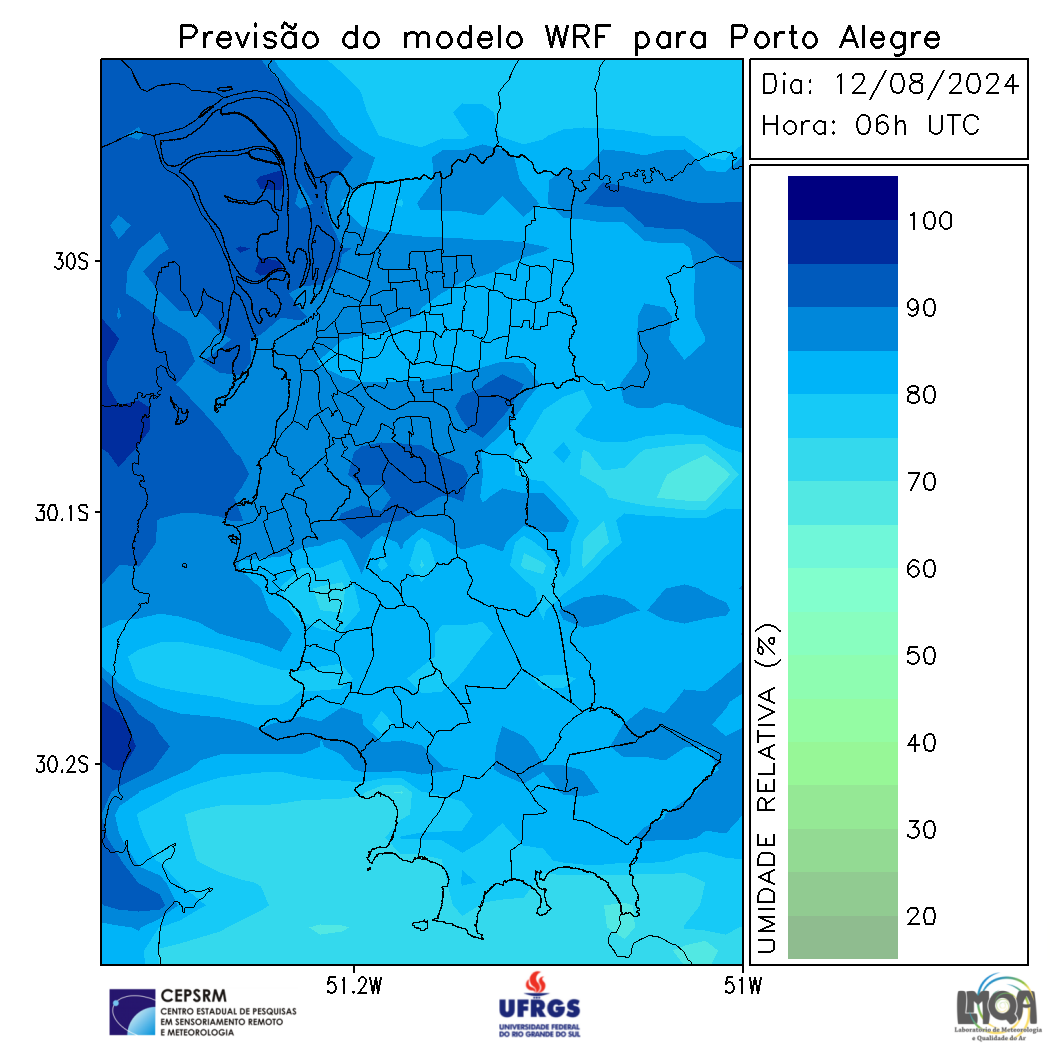 Previsão do modelo WRF para Porto Alegre
Dia: 12/08/2024
Hora: 06h UTC
100
90
80
70
60
50
40
30
20
UMIDADE RELATIVA (%)
30S
30.1S
30.2S
51.2W
51W
CEPSRM
CENTRO ESTADUAL DE PESQUISAS
EM SENSORIAMENTO REMOTO
E METEOROLOGIA
UFRGS
UNIVERSIDADE FEDERAL
DO RIO GRANDE DO SUL
LMQA
Laboratório de Meteorologia
e Qualidade do Ar